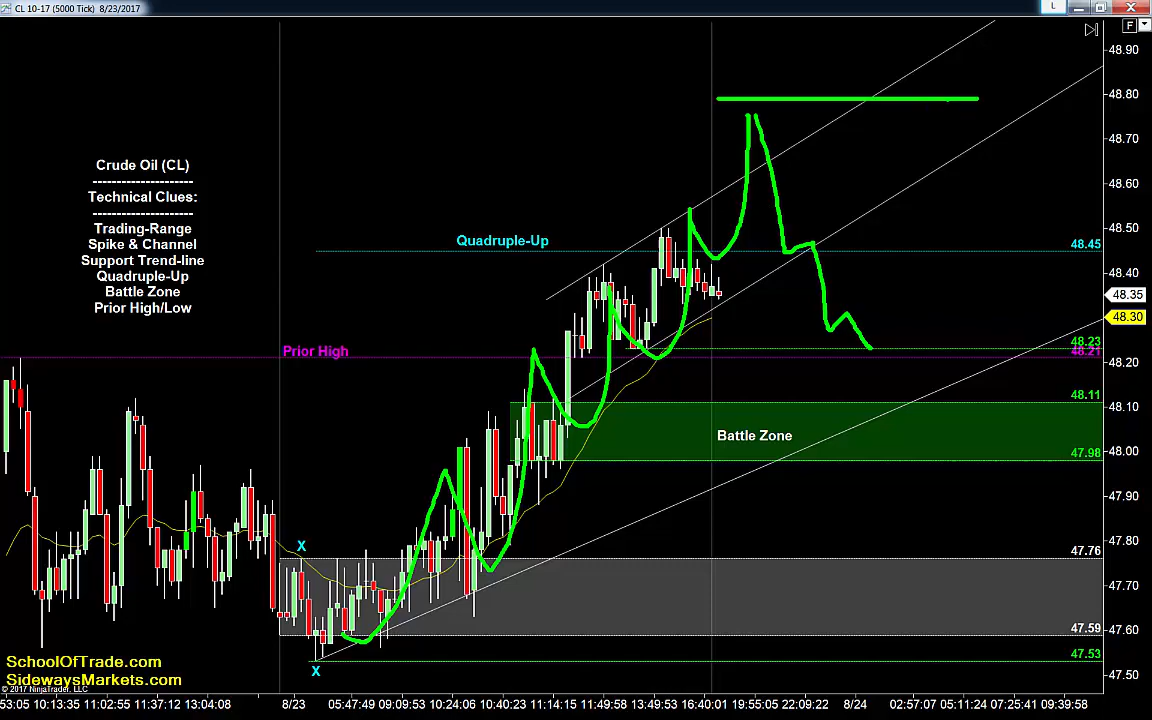 CL 10-17 (5000 Tick) 8/23/2017
L
F
Crude Oil (CL)
---------------------
Technical Clues:
---------------------
Trading-Range
Spike & Channel
Support Trend-line
Quadruple-Up
Battle Zone
Prior High/Low
Quadruple-Up
Prior High
Battle Zone
X
X
48.90
48.80
48.70
48.60
48.50
48.45
48.40
48.35
48.30
48.23
48.21
48.20
48.11
48.10
48.00
47.98
47.90
47.80
47.76
47.70
47.60
47.59
47.53
47.50
SchoolOfTrade.com
SidewaysMarkets.com
© 2017 NinjaTrader, LLC
53:05 10:13:35 11:02:55 11:37:12 13:04:08 8/23 05:47:49 09:09:53 10:24:06 10:40:23 11:14:15 11:49:58 13:49:53 16:40:01 19:55:05 22:09:22 8/24 02:57:07 05:11:24 07:25:41 09:39:58